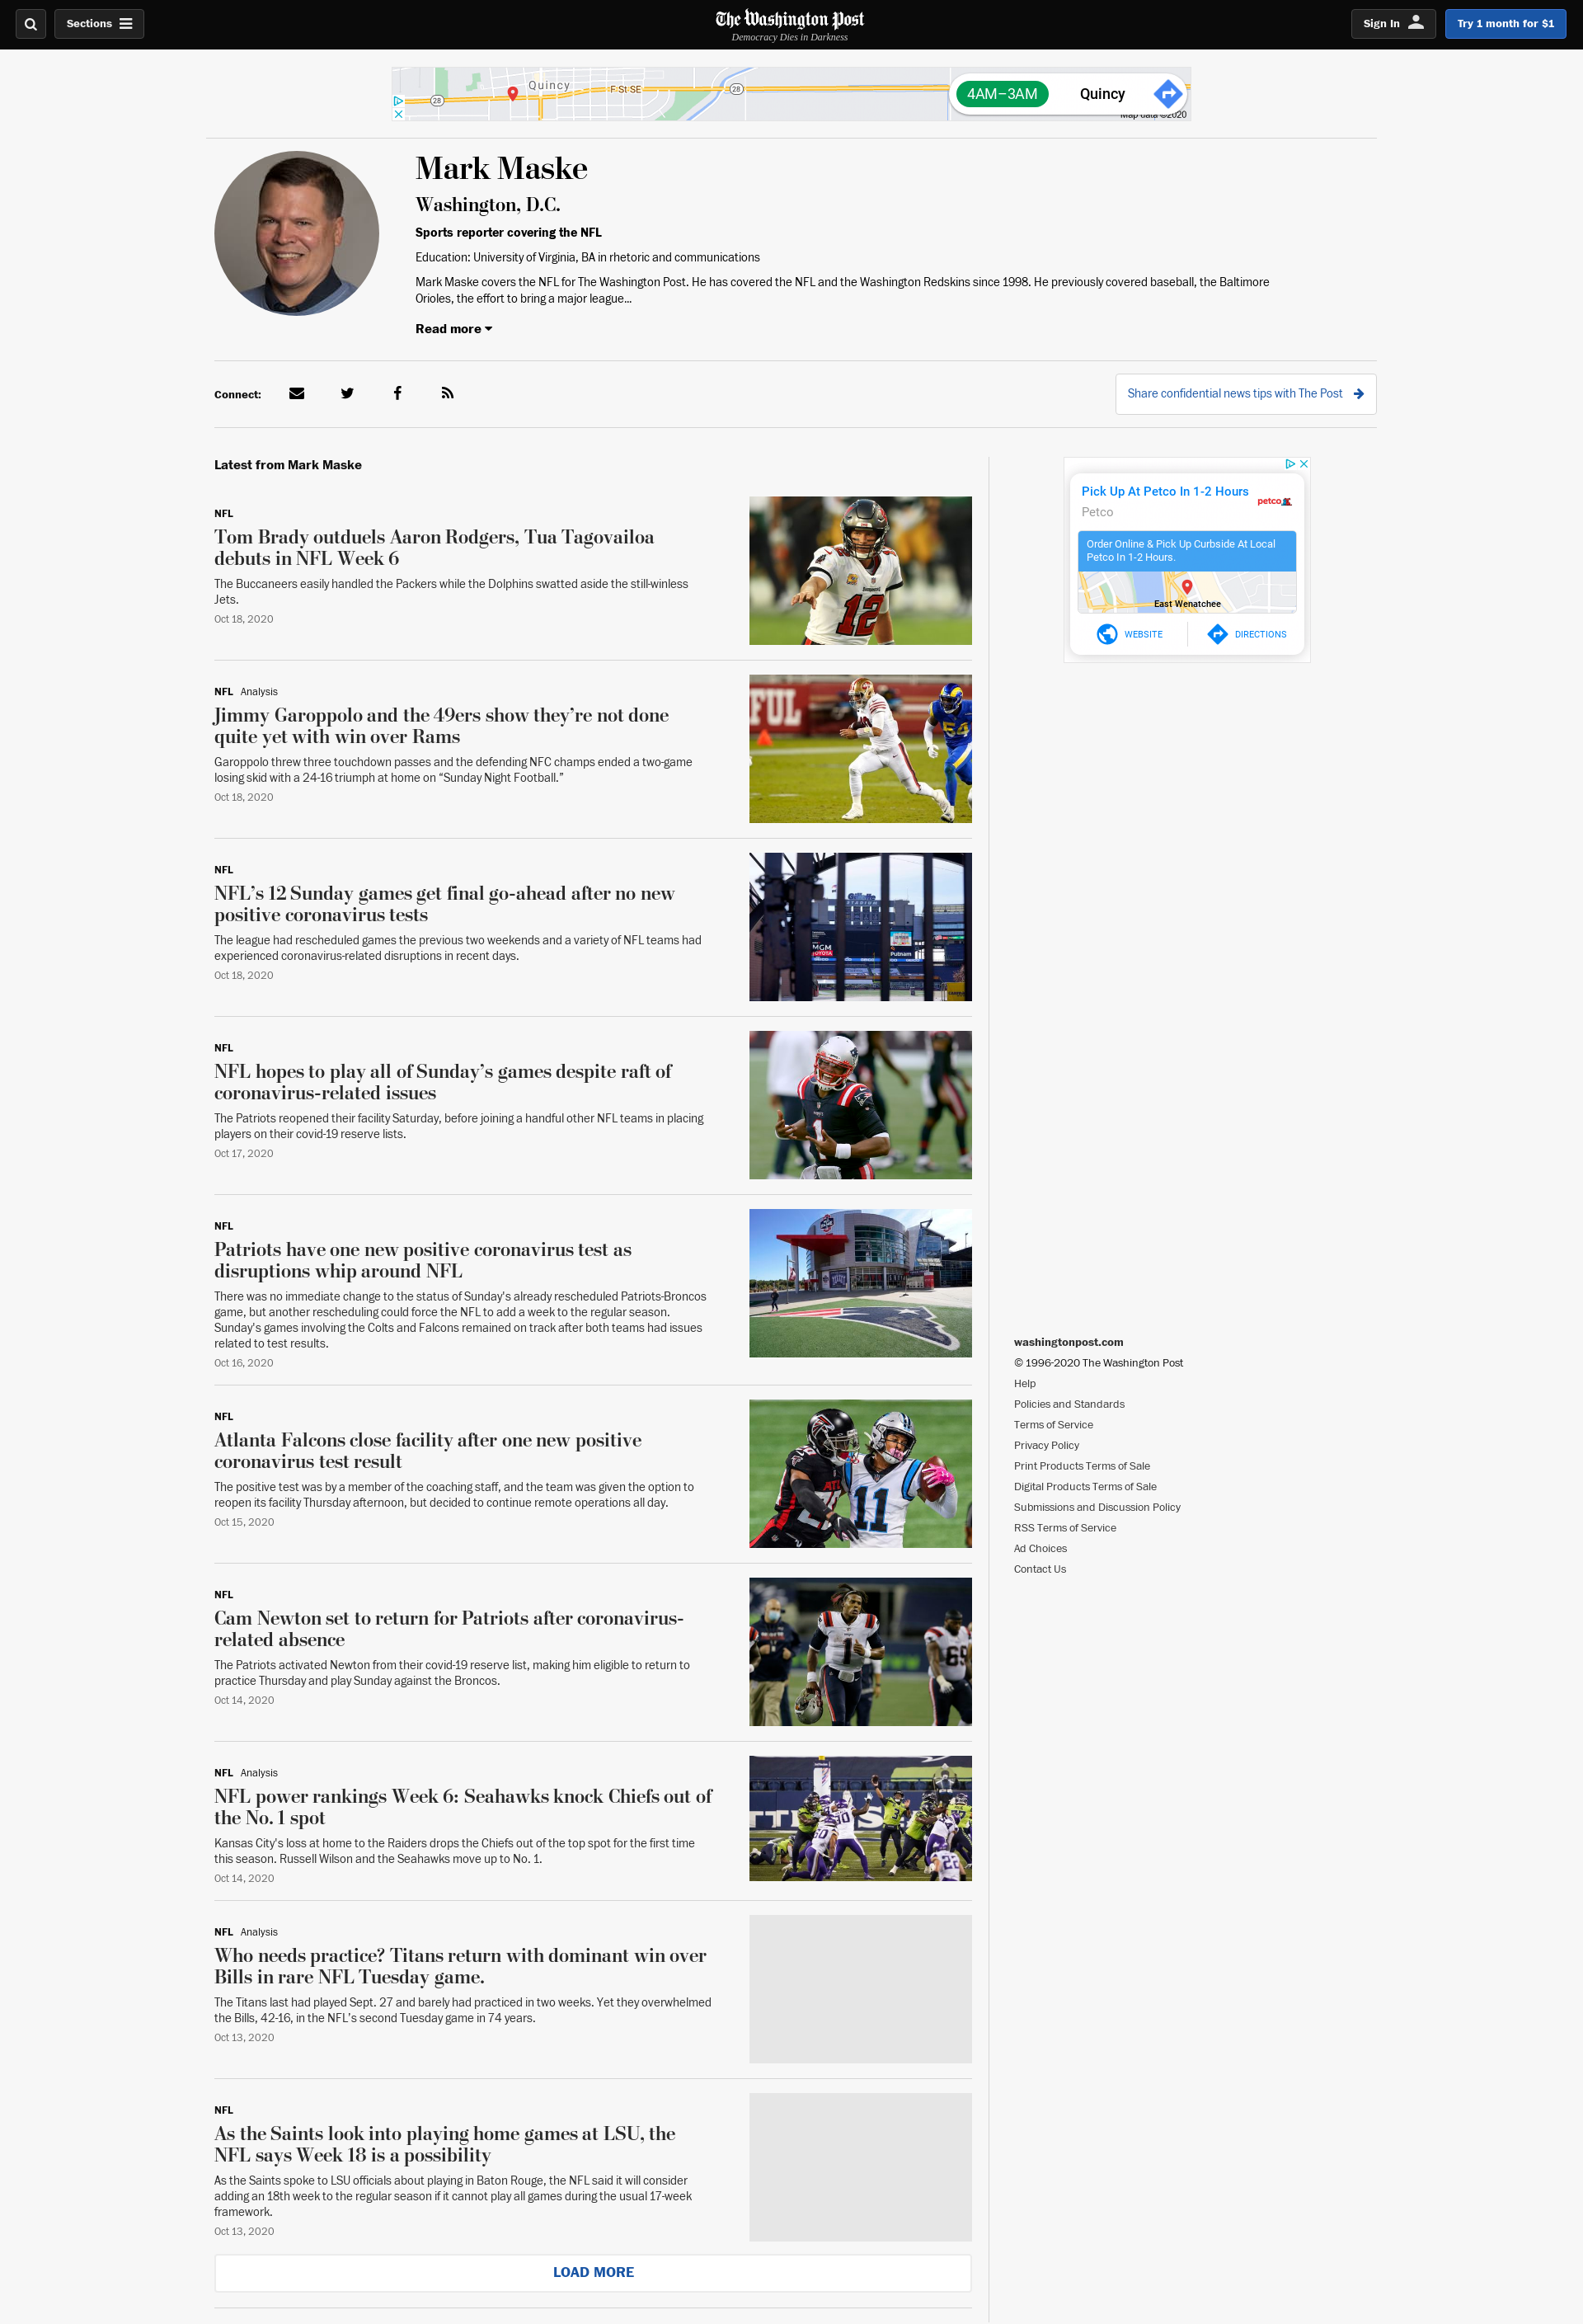 Sections
The Washington Post
Democracy Dies in Darkness
Sign In
Try 1 month for $1
Quincy
F St SE
28
28
4AM–3AM
Quincy
Map data ©2020
Mark Maske
Washington, D.C.
Sports reporter covering the NFL
Education: University of Virginia, BA in rhetoric and communications
Mark Maske covers the NFL for The Washington Post. He has covered the NFL and the Washington Redskins since 1998. He previously covered baseball, the Baltimore
Orioles, the effort to bring a major league...
Read more
Connect:
Share confidential news tips with The Post
Latest from Mark Maske
NFL
Tom Brady outduels Aaron Rodgers, Tua Tagovailoa
debuts in NFL Week 6
The Buccaneers easily handled the Packers while the Dolphins swatted aside the still-winless
Jets.
Oct 18, 2020
12
NFL Analysis
Jimmy Garoppolo and the 49ers show they’re not done
quite yet with win over Rams
Garoppolo threw three touchdown passes and the defending NFC champs ended a two-game
losing skid with a 24-16 triumph at home on “Sunday Night Football.”
Oct 18, 2020
FUL
54
NFL
NFL’s 12 Sunday games get final go-ahead after no new
positive coronavirus tests
The league had rescheduled games the previous two weekends and a variety of NFL teams had
experienced coronavirus-related disruptions in recent days.
Oct 18, 2020
Gillette
STADIUM
MGM
TOYOTA
Putnam
NFL
NFL hopes to play all of Sunday’s games despite raft of
coronavirus-related issues
The Patriots reopened their facility Saturday, before joining a handful other NFL teams in placing
players on their covid-19 reserve lists.
Oct 17, 2020
1
NFL
Patriots have one new positive coronavirus test as
disruptions whip around NFL
There was no immediate change to the status of Sunday's already rescheduled Patriots-Broncos
game, but another rescheduling could force the NFL to add a week to the regular season.
Sunday's games involving the Colts and Falcons remained on track after both teams had issues
related to test results.
Oct 16, 2020
NFL
Atlanta Falcons close facility after one new positive
coronavirus test result
The positive test was by a member of the coaching staff, and the team was given the option to
reopen its facility Thursday afternoon, but decided to continue remote operations all day.
Oct 15, 2020
ATL
11
NFL
Cam Newton set to return for Patriots after coronavirus-
related absence
The Patriots activated Newton from their covid-19 reserve list, making him eligible to return to
practice Thursday and play Sunday against the Broncos.
Oct 14, 2020
1
69
NFL Analysis
NFL power rankings Week 6: Seahawks knock Chiefs out of
the No. 1 spot
Kansas City's loss at home to the Raiders drops the Chiefs out of the top spot for the first time
this season. Russell Wilson and the Seahawks move up to No. 1.
Oct 14, 2020
3
22
NFL Analysis
Who needs practice? Titans return with dominant win over
Bills in rare NFL Tuesday game.
The Titans last had played Sept. 27 and barely had practiced in two weeks. Yet they overwhelmed
the Bills, 42-16, in the NFL's second Tuesday game in 74 years.
Oct 13, 2020
NFL
As the Saints look into playing home games at LSU, the
NFL says Week 18 is a possibility
As the Saints spoke to LSU officials about playing in Baton Rouge, the NFL said it will consider
adding an 18th week to the regular season if it cannot play all games during the usual 17-week
framework.
Oct 13, 2020
LOAD MORE
Pick Up At Petco In 1-2 Hours
petco
Petco
Order Online & Pick Up Curbside At Local
Petco In 1-2 Hours.
East Wenatchee
WEBSITE
DIRECTIONS
washingtonpost.com
© 1996-2020 The Washington Post
Help
Policies and Standards
Terms of Service
Privacy Policy
Print Products Terms of Sale
Digital Products Terms of Sale
Submissions and Discussion Policy
RSS Terms of Service
Ad Choices
Contact Us